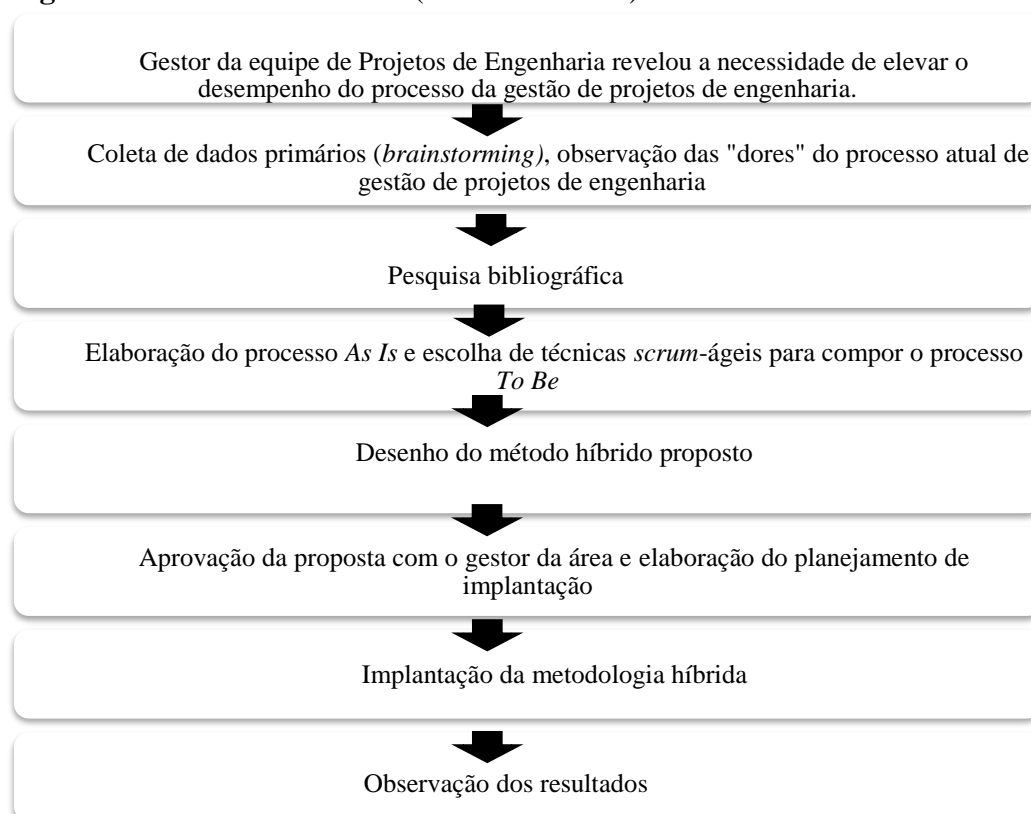 Gestor da equipe de Projetos de Engenharia revelou a necessidade de elevar o
desempenho do processo da gestão de projetos de engenharia.
Coleta de dados primários (brainstorming), observação das "dores" do processo atual de
gestão de projetos de engenharia
Pesquisa bibliográfica
Elaboração do processo As Is e escolha de técnicas scrum-ágeis para compor o processo
To Be
Desenho do método híbrido proposto
Aprovação da proposta com o gestor da área e elaboração do planejamento de
implantação
Implantação da metodologia híbrida
Observação dos resultados